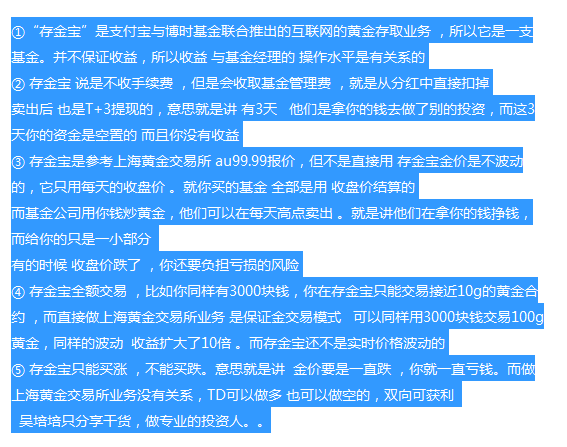 ①“存金宝”是支付宝与博时基金联合推出的互联网的黄金存取业务 ，所以它是一支
基金。并不保证收益，所以收益 与基金经理的 操作水平是有关系的
② 存金宝 说是不收手续费 ，但是会收取基金管理费 ，就是从分红中直接扣掉
卖出后 也是T+3提现的，意思就是讲 有3天  他们是拿你的钱去做了别的投资，而这3
天你的资金是空置的 而且你没有收益
③ 存金宝是参考上海黄金交易所 au99.99报价，但不是直接用 存金宝金价是不波动
的，它只用每天的收盘价 。就你买的基金 全部是用 收盘价结算的
而基金公司用你钱炒黄金，他们可以在每天高点卖出 。就是讲他们在拿你的钱挣钱，
而给你的只是一小部分
有的时候 收盘价跌了 ，你还要负担亏损的风险
④ 存金宝全额交易 ，比如你同样有3000块钱，你在存金宝只能交易接近10g的黄金合
约 ，而直接做上海黄金交易所业务 是保证金交易模式  可以同样用3000块钱交易100g
黄金，同样的波动  收益扩大了10倍 。而存金宝还不是实时价格波动的
⑤ 存金宝只能买涨 ，不能买跌。意思就是讲  金价要是一直跌 ，你就一直亏钱。而做
上海黄金交易所业务没有关系，TD可以做多 也可以做空的，双向可获利
吴培培只分享干货，做专业的投资人。。